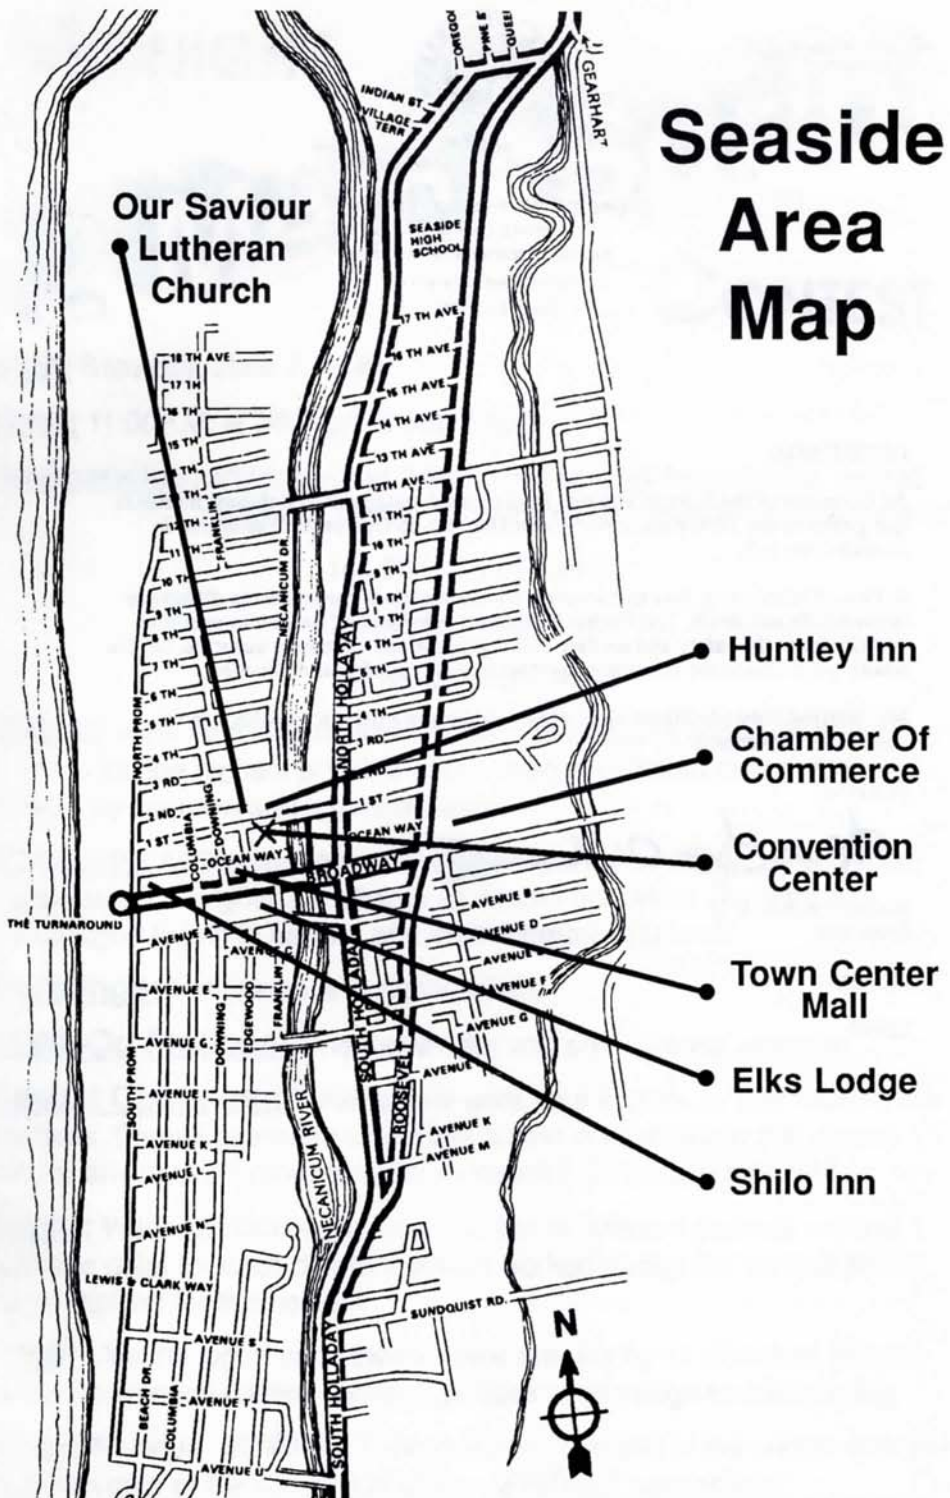 Seaside
Area
Map
OREGON
PINE
QUEEN
GEARHART
INDIAN ST.
VILLAGE
TERR
Our Saviour
Lutheran
Church
SEASIDE
HIGH
SCHOOL
17 TH AVE
16 TH AVE
15 TH AVE
14 TH AVE
13 TH AVE
12TH AVE
11 TH
10 TH
9 TH
8 TH
7 TH
6 TH
5 TH
4 TH
3 RD.
2 ND.
1 ST
OCEAN WAY
18 TH AVE
17 TH
16 TH
15 TH
12 TH
11 TH
10 TH
9 TH
8 TH
7 TH
6 TH
5 TH
4 TH
3 RD
2 ND.
1 ST
FRANKLIN
NECANICUM DR.
NORTH PROM
NORTH HOLLADAY
COLUMBIA
DOWNING
OCEAN WAY
BROADWAY
THE TURNAROUND
Huntley Inn
Chamber Of
Commerce
Convention
Center
Town Center
Mall
Elks Lodge
Shilo Inn
AVENUE A
AVENUE C
AVENUE E
AVENUE G
AVENUE I
AVENUE K
AVENUE L
AVENUE N
LEWIS & CLARK WAY
AVENUE S
AVENUE T
AVENUE U
SOUTH PROM
DOWNING
EDGEWOOD
FRANKLIN
BEACH DR.
COLUMBIA
NECANICUM RIVER
SOUTH HOLLADAY
ROOSEVE
AVENUE B
AVENUE D
AVENUE
AVENUE F
AVENUE G
AVENUE
AVENUE K
AVENUE M
SUNDQUIST RD.
SOUTH HOLLADAY
N